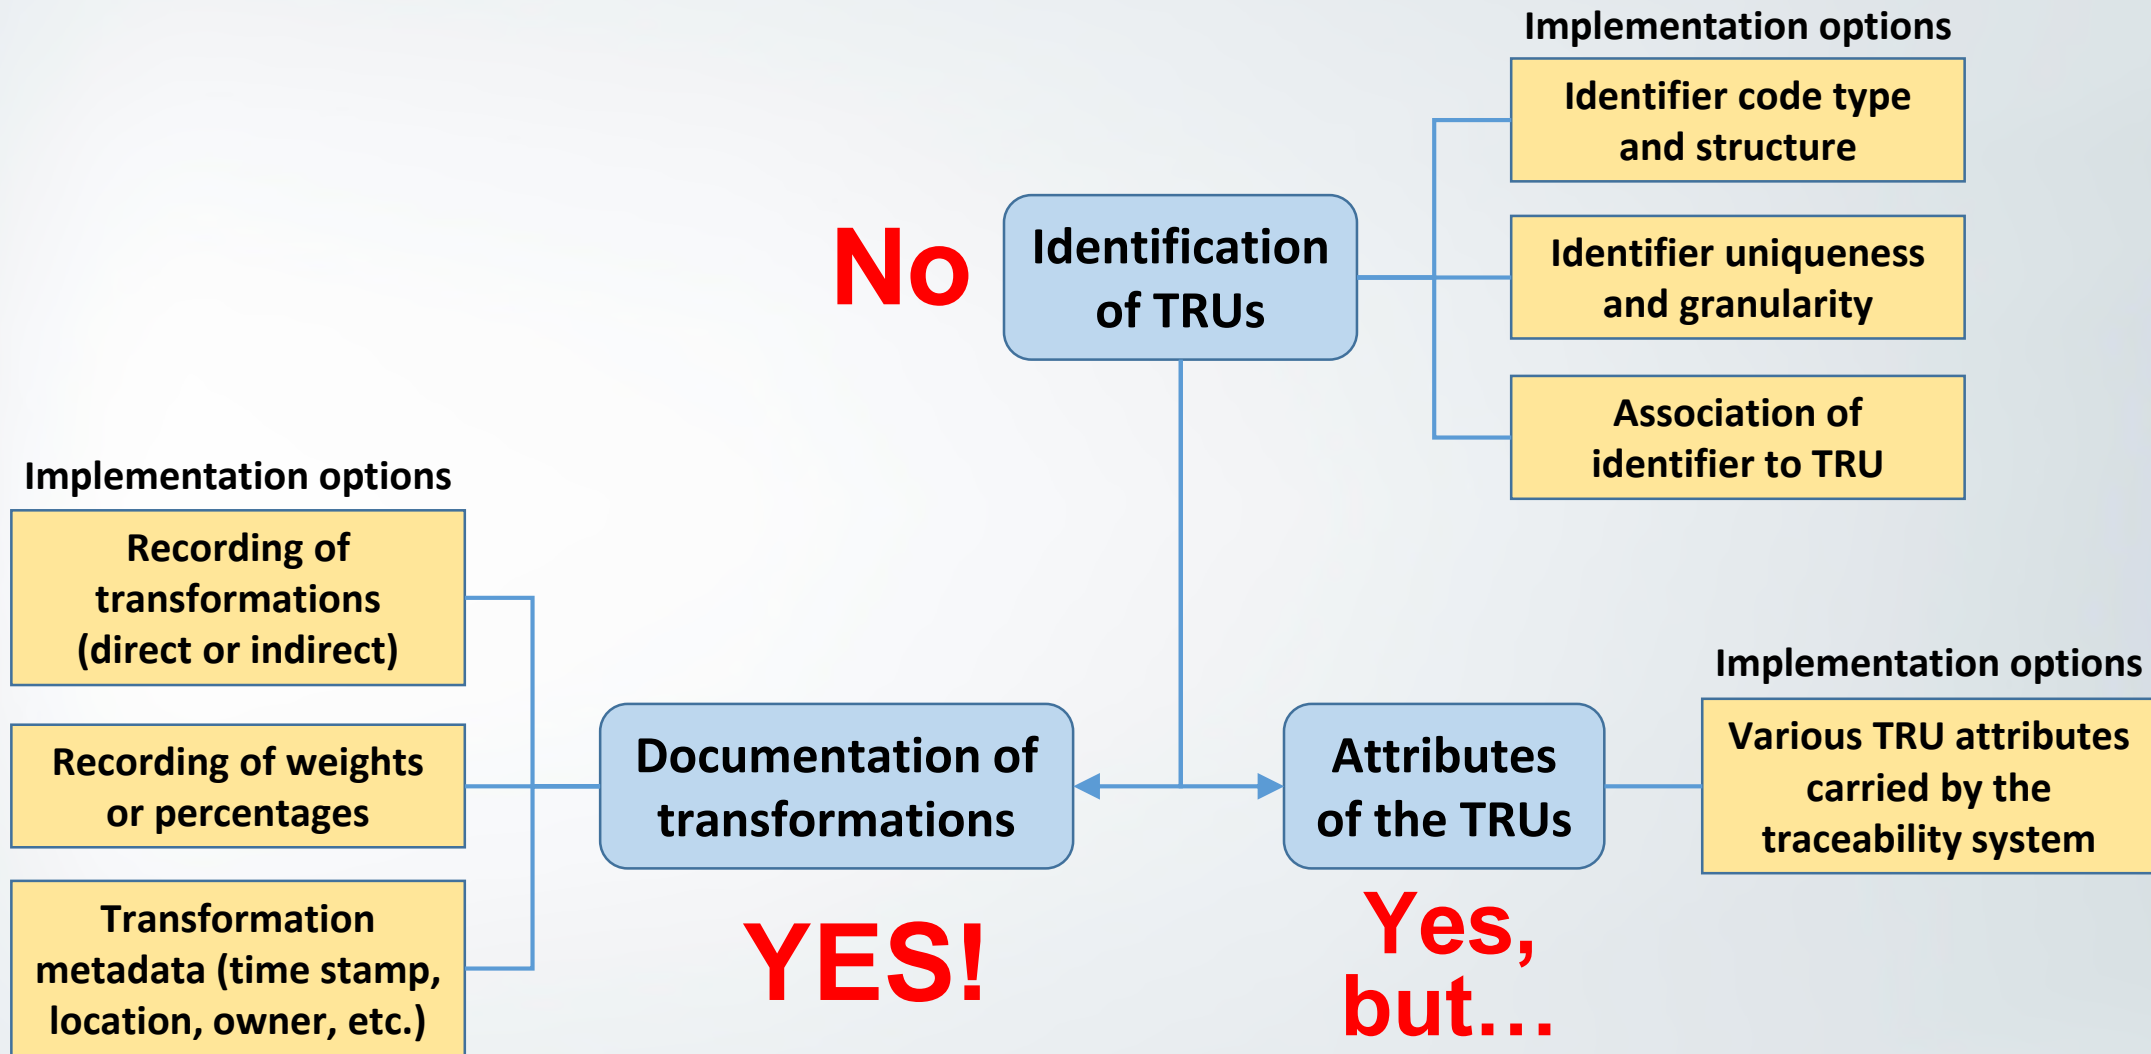 Implementation options
Identifier code type
and structure
Identifier uniqueness
and granularity
Association of
identifier to TRU
No
Identification
of TRUs
Implementation options
Recording of
transformations
(direct or indirect)
Recording of weights
or percentages
Transformation
metadata (time stamp,
location, owner, etc.)
Documentation of
transformations
YES!
Attributes
of the TRUs
Yes,
but...
Implementation options
Various TRU attributes
carried by the
traceability system